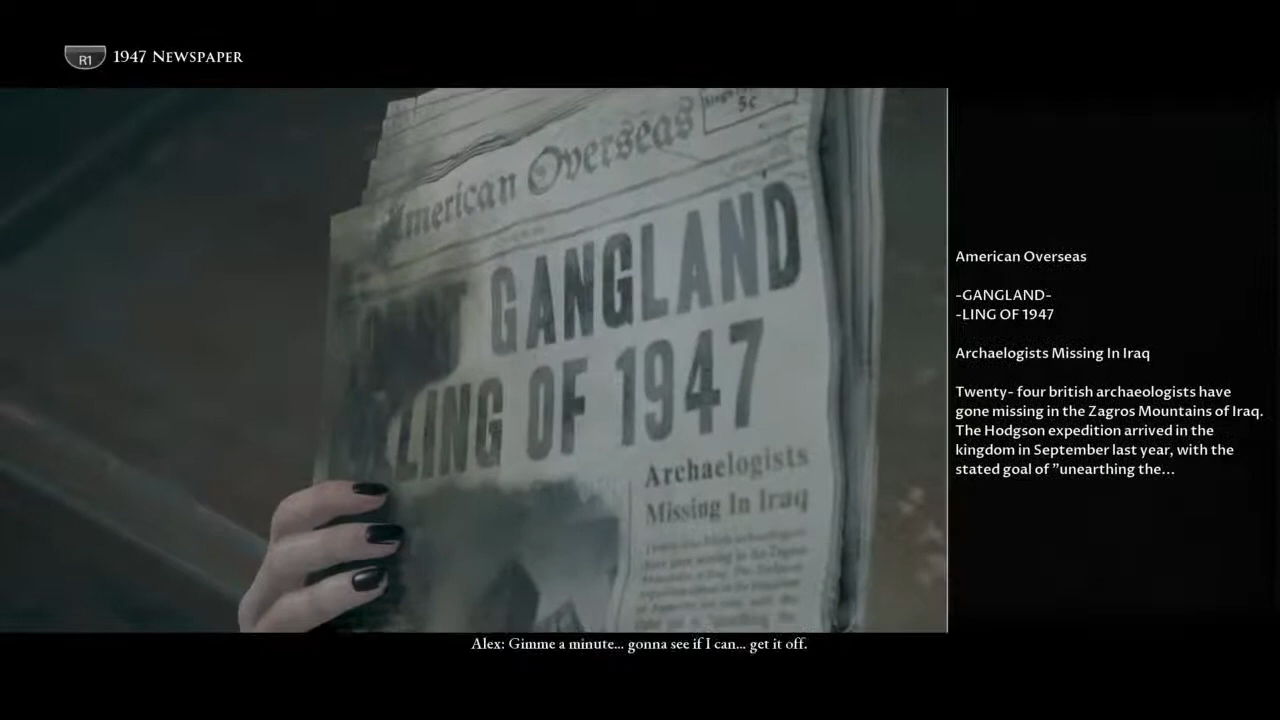 R1 1947 Newspaper
5c
American Overseas
GANGLAND
LING OF 1947
Archaelogists
Missing In Iraq
American Overseas
-GANGLAND-
-LING OF 1947
Archaelogists Missing In Iraq
Twenty- four british archaeologists have
gone missing in the Zagros Mountains of Iraq.
The Hodgson expedition arrived in the
kingdom in September last year, with the
stated goal of "unearthing the...
Alex: Gimme a minute... gonna see if I can... get it off.